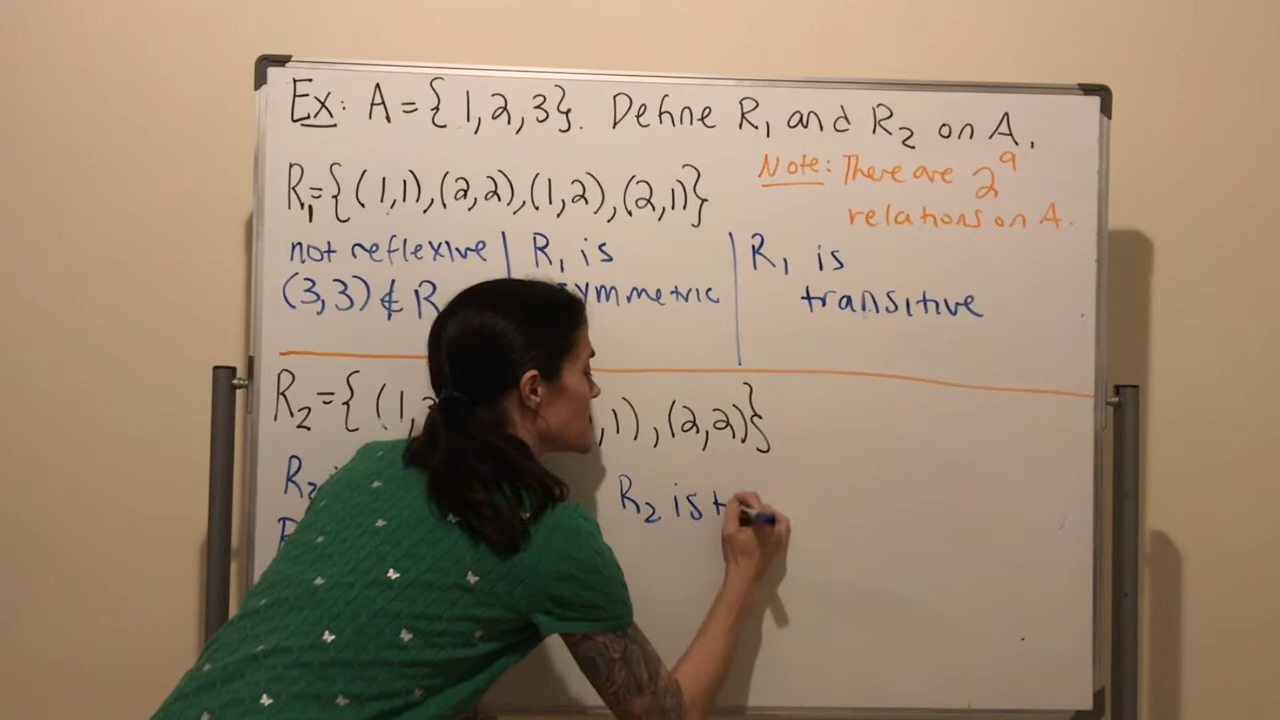 Ex: A={1,2,3}. Define R₁ and R₂ on A.
Note: There are 2⁹
relations on A.
R₁={(1,1),(2,2),(1,2),(2,1)}
not reflexive
(3,3)∉R
R₁ is
symmetric
R₁ is
transitive
R₂={(1, ,1),(2,2)}
R₂
R₂ is t